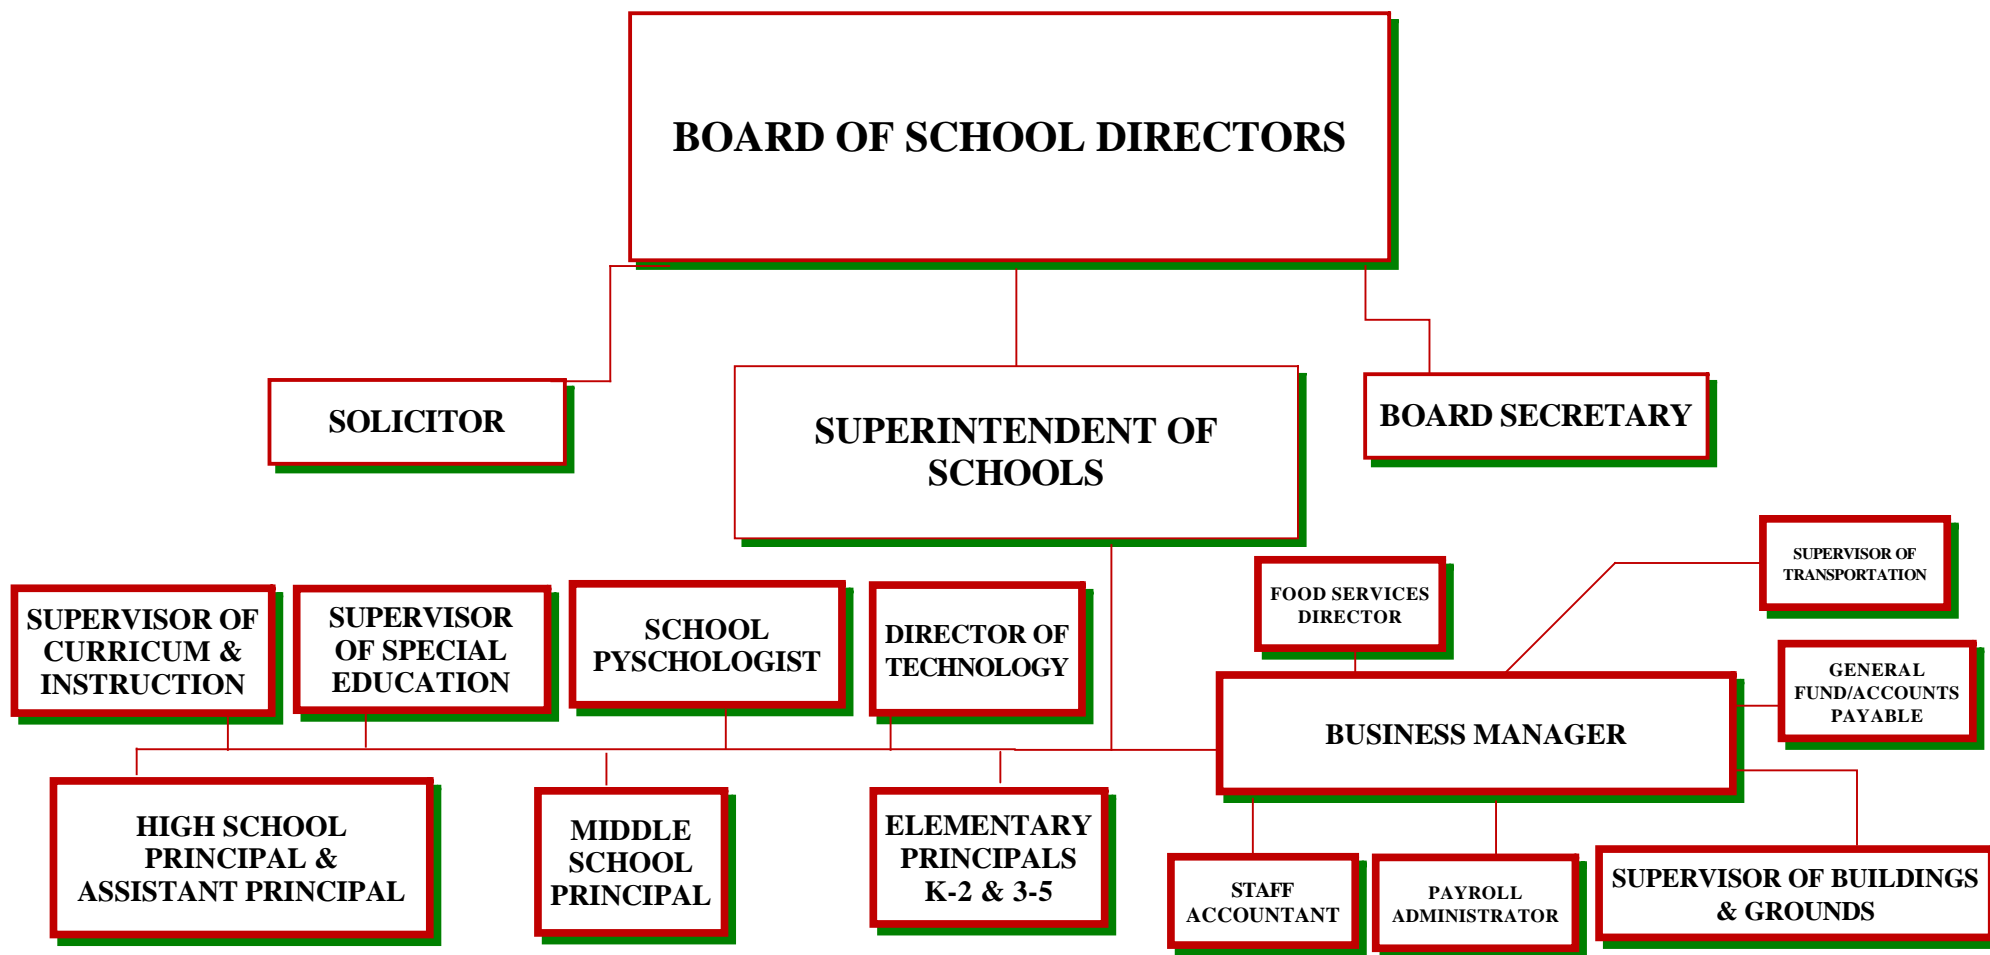 BOARD OF SCHOOL DIRECTORS
SOLICITOR
SUPERINTENDENT OF
SCHOOLS
BOARD SECRETARY
SUPERVISOR OF
CURRICUM &
INSTRUCTION
SUPERVISOR
OF SPECIAL
EDUCATION
SCHOOL
PYSCHOLOGIST
DIRECTOR OF
TECHNOLOGY
FOOD SERVICES
DIRECTOR
SUPERVISOR OF
TRANSPORTATION
GENERAL
FUND/ACCOUNTS
PAYABLE
BUSINESS MANAGER
HIGH SCHOOL
PRINCIPAL &
ASSISTANT PRINCIPAL
MIDDLE
SCHOOL
PRINCIPAL
ELEMENTARY
PRINCIPALS
K-2 & 3-5
STAFF
ACCOUNTANT
PAYROLL
ADMINISTRATOR
SUPERVISOR OF BUILDINGS
& GROUNDS